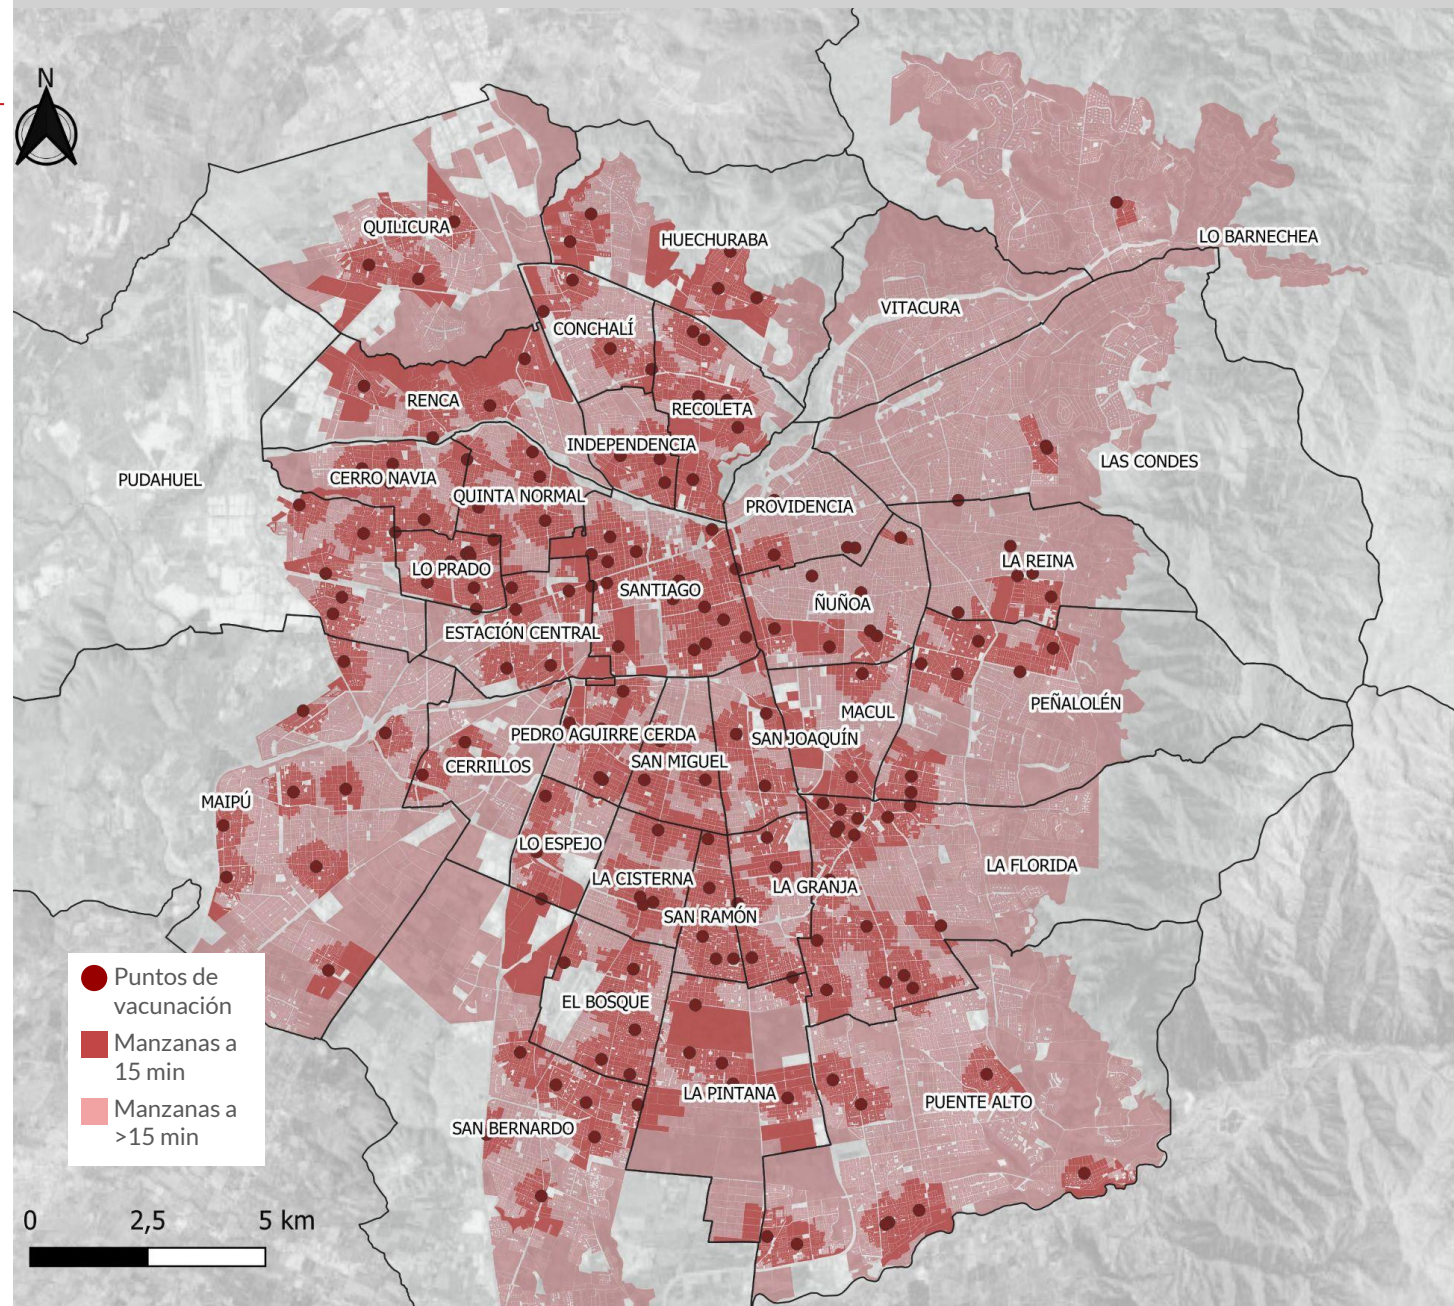 N
QUILICURA
HUECHURABA
LO BARNECHEA
VITACURA
CONCHALÍ
RENCA
RECOLETA
INDEPENDENCIA
LAS CONDES
PUDAHUEL
CERRO NAVIA
QUINTA NORMAL
PROVIDENCIA
LO PRADO
LA REINA
SANTIAGO
ÑUÑOA
ESTACIÓN CENTRAL
PEÑALOLÉN
MACUL
PEDRO AGUIRRE CERDA
SAN JOAQUÍN
SAN MIGUEL
CERRILLOS
MAIPÚ
LO ESPEJO
LA FLORIDA
LA CISTERNA
LA GRANJA
SAN RAMÓN
EL BOSQUE
LA PINTANA
PUENTE ALTO
SAN BERNARDO
Puntos de
vacunación
Manzanas a
15 min
Manzanas a
>15 min
0 2,5 5 km